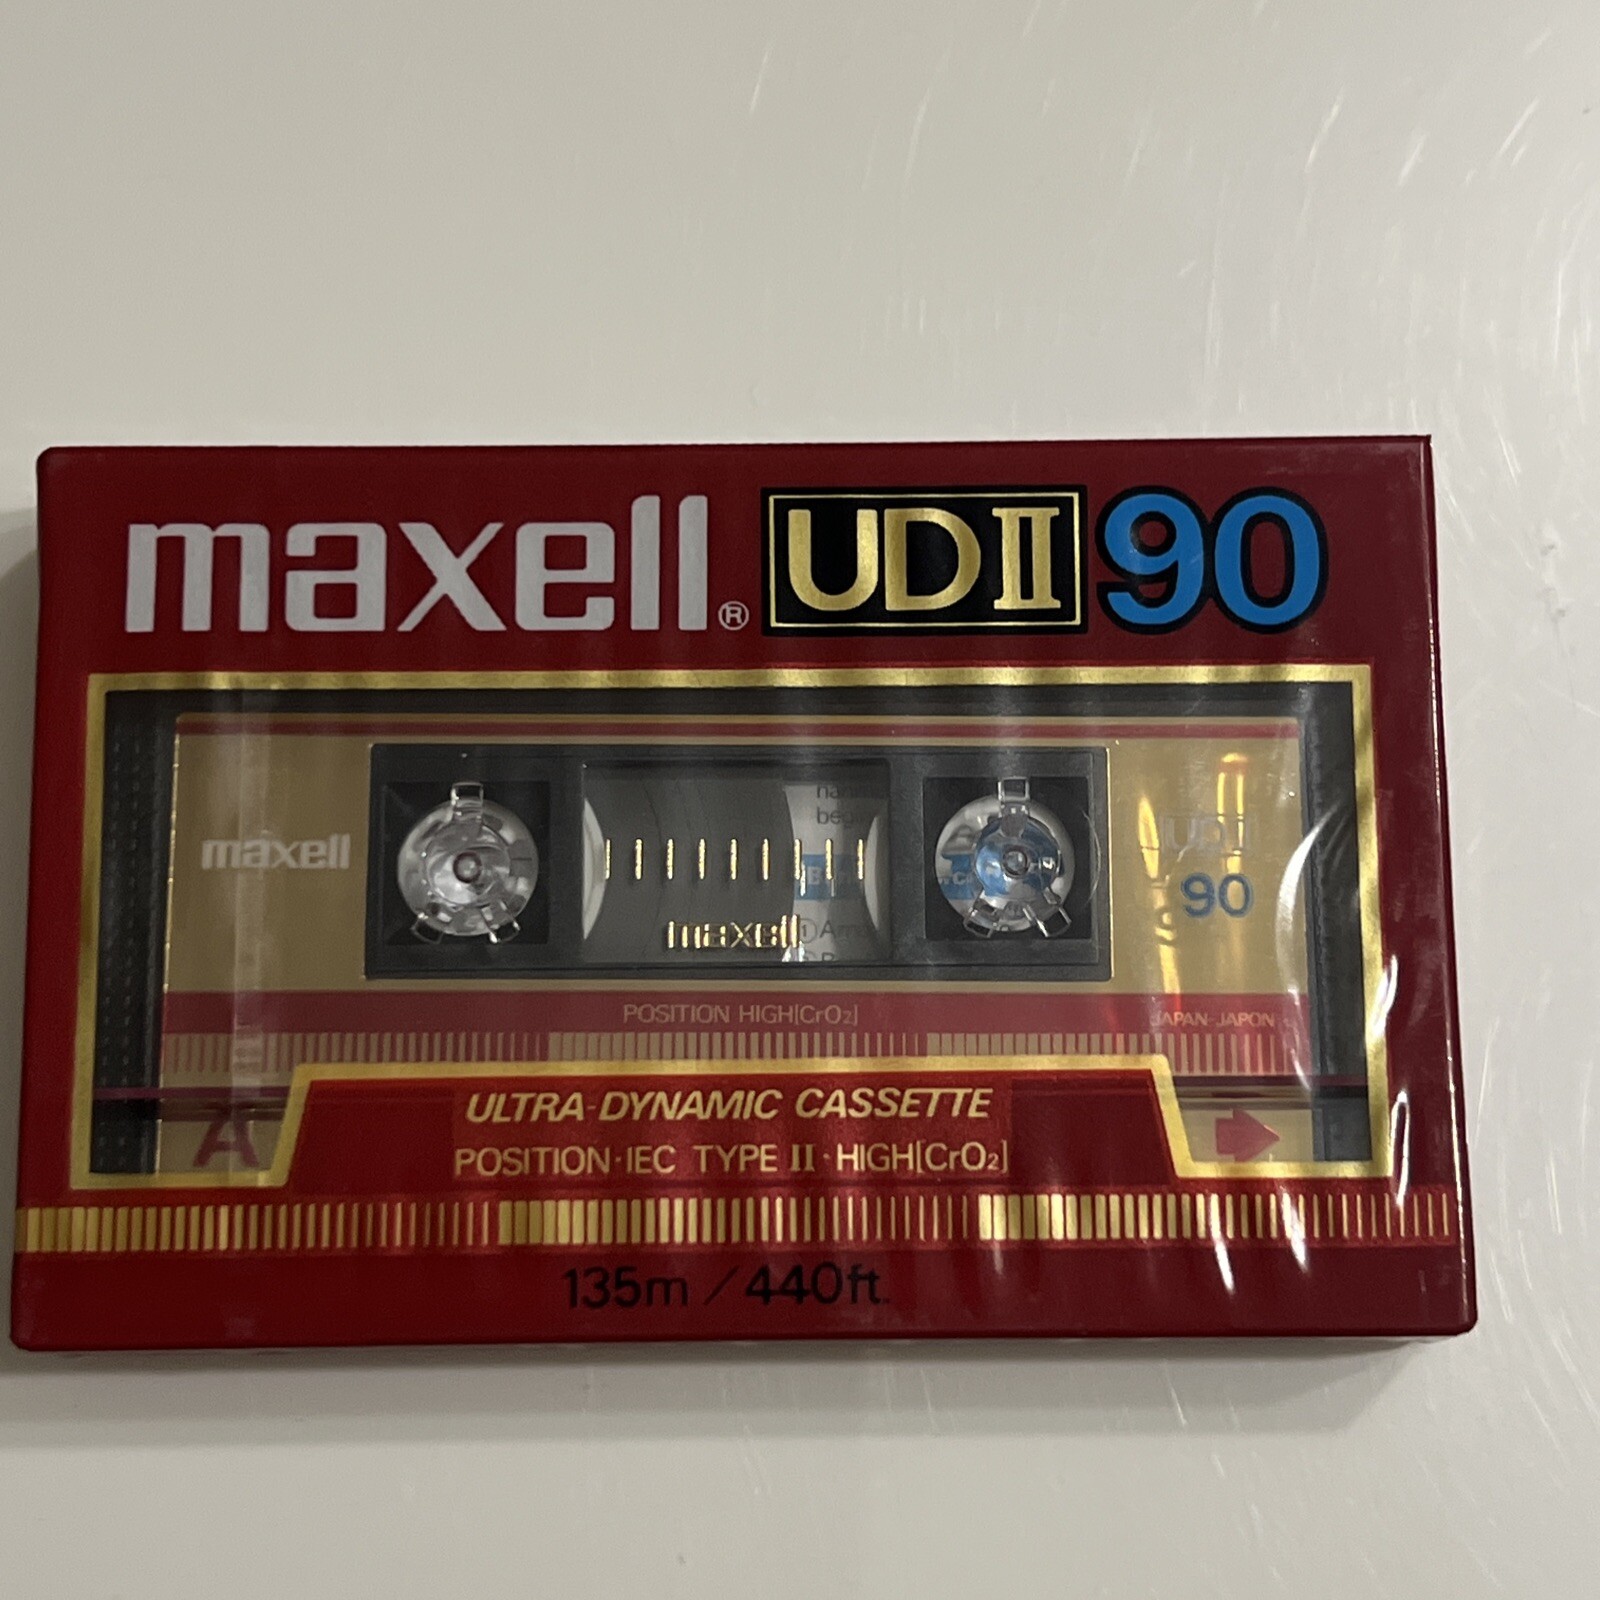 maxell® UDII 90
maxell
UDII
90
maxell
POSITION HIGH[CrO₂]
JAPAN-JAPON
A
ULTRA-DYNAMIC CASSETTE
POSITION·IEC TYPE II·HIGH[CrO₂]
135m / 440ft.